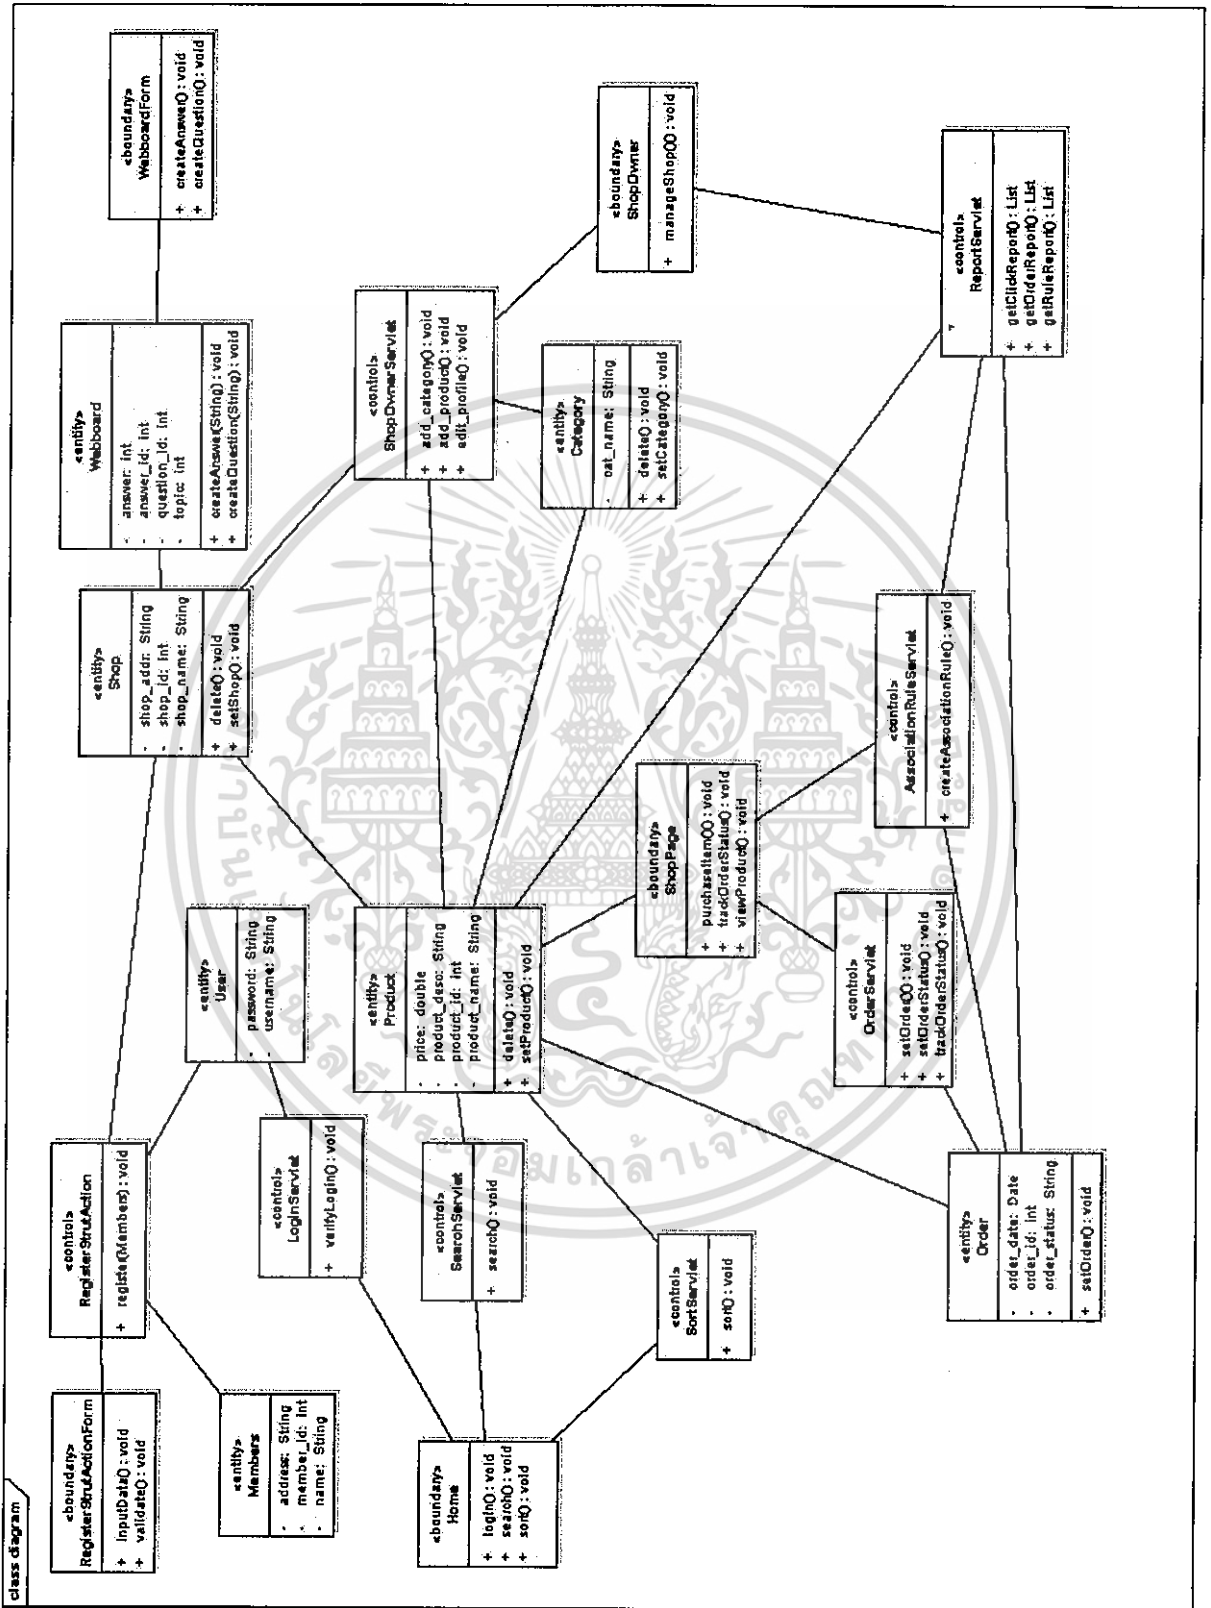 class diagram
«boundary»
RegisterStrutActionForm
+ InputData() : void
+ validate() : void
«control»
RegisterStrutAction
+ register(Members) : void
«entity»
Members
- address: String
- member_id: int
- name: String
«entity»
User
- password: String
- username: String
«control»
LoginServlet
+ verifyLogin() : void
«boundary»
Home
+ login() : void
+ search() : void
+ sort() : void
«control»
SearchServlet
+ search() : void
«control»
SortServlet
+ sort() : void
«entity»
Shop
- shop_addr: String
- shop_id: int
- shop_name: String
+ delete() : void
+ setShop() : void
«entity»
Webboard
- answer: int
- answer_id: int
- question_id: int
- topic: int
+ createAnswer(String) : void
+ createQuestion(String) : void
«boundary»
WebboardForm
+ createAnswer() : void
+ createQuestion() : void
«entity»
Product
- price: double
- product_desc: String
- product_id: int
- product_name: String
+ delete() : void
+ setProduct() : void
«control»
ShopOwnerServlet
+ add_category() : void
+ add_product() : void
+ edit_profile() : void
«entity»
Category
- cat_name: String
+ delete() : void
+ setCategory() : void
«boundary»
ShopOwner
+ manageShop()() : void
«boundary»
ShopPage
+ purchaseItem()() : void
+ trackOrderStatus() : void
+ viewProduct() : void
«control»
OrderServlet
+ setOrder()() : void
+ setOrderStatus() : void
+ trackOrderStatus() : void
«control»
AssociationRuleServlet
+ createAssociationRule() : void
«entity»
Order
- order_date: Date
- order_id: int
- order_status: String
+ setOrder() : void
«control»
ReportServlet
+ getClickReport() : List
+ getOrderReport() : List
+ getRuleReport() : List